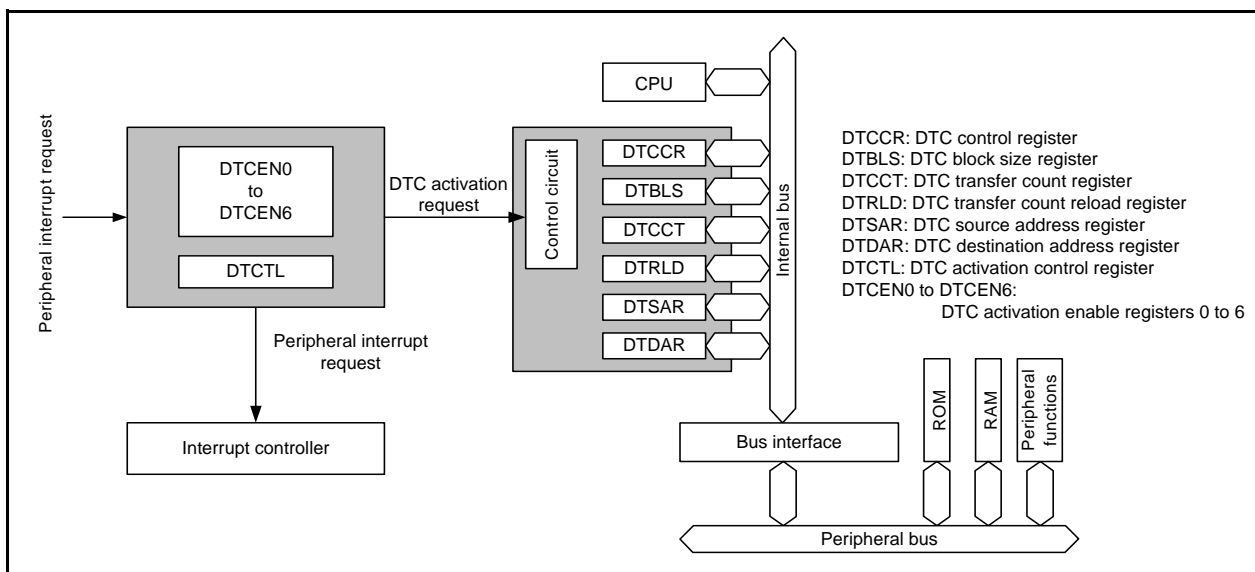 Peripheral interrupt request
DTCEN0
to
DTCEN6
DTCTL
DTC activation
request
Peripheral interrupt
request
Interrupt controller
CPU
Control circuit
DTCCR
DTBLS
DTCCT
DTRLD
DTSAR
DTDAR
Internal bus
DTCCR: DTC control register
DTBLS: DTC block size register
DTCCT: DTC transfer count register
DTRLD: DTC transfer count reload register
DTSAR: DTC source address register
DTDAR: DTC destination address register
DTCTL: DTC activation control register
DTCEN0 to DTCEN6:
DTC activation enable registers 0 to 6
Bus interface
ROM
RAM
Peripheral
functions
Peripheral bus